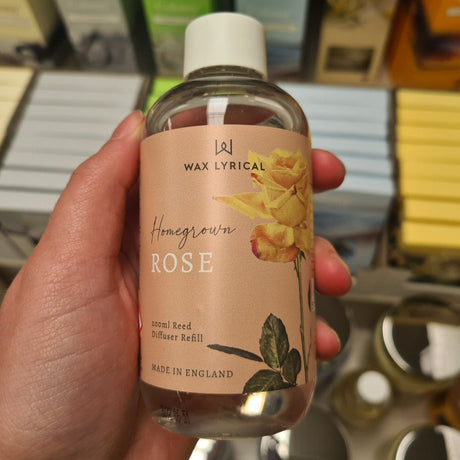 WAX LYRICAL
Homegrown
ROSE
200ml Reed
Diffuser Refill
MADE IN ENGLAND